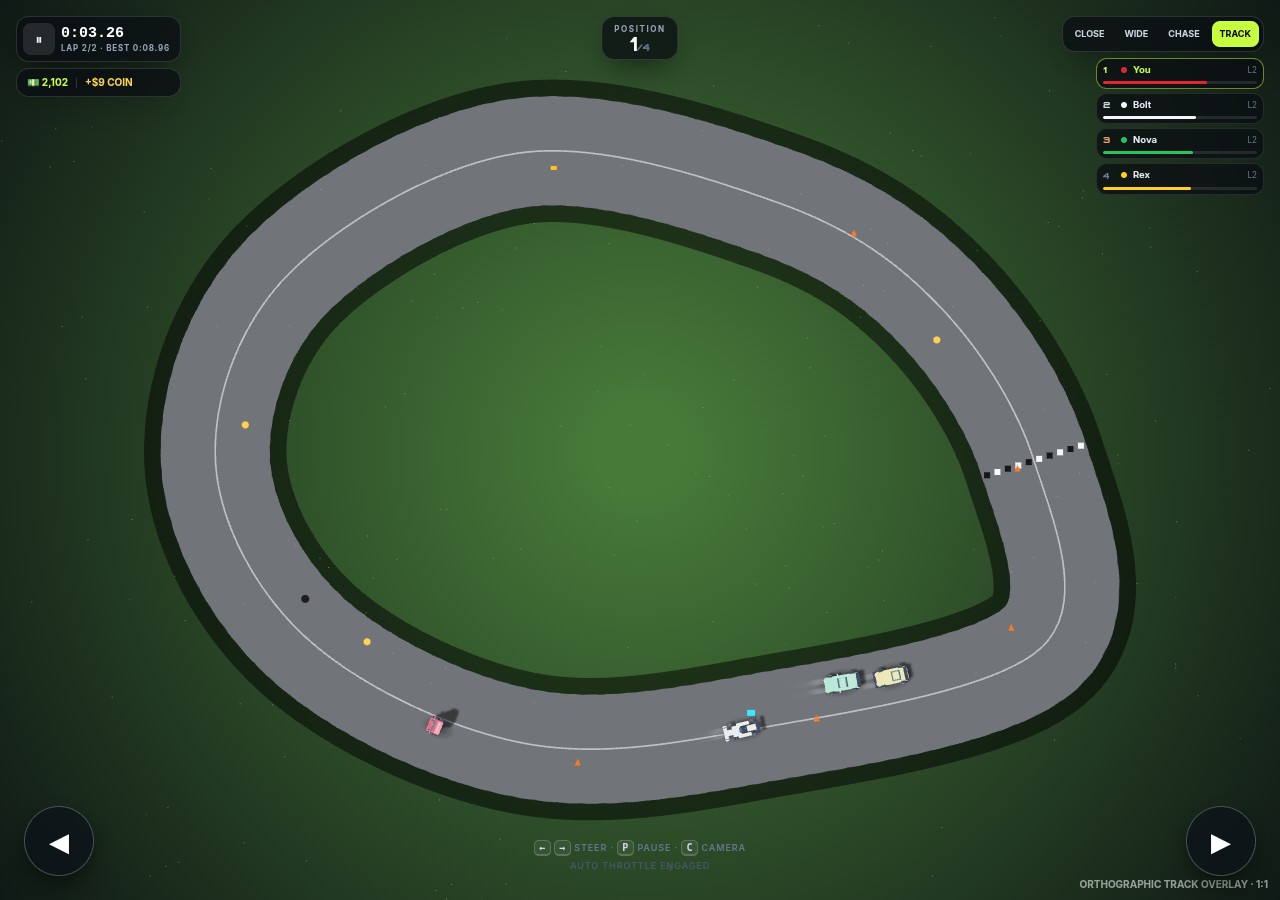 0:03.26
LAP 2/2 · BEST 0:08.96
2,102 +$9 COIN
POSITION
1/4
CLOSE WIDE CHASE TRACK
1 You L2
2 Bolt L2
3 Nova L2
4 Rex L2
← → STEER · P PAUSE · C CAMERA
AUTO THROTTLE ENGAGED
ORTHOGRAPHIC TRACK OVERLAY · 1:1